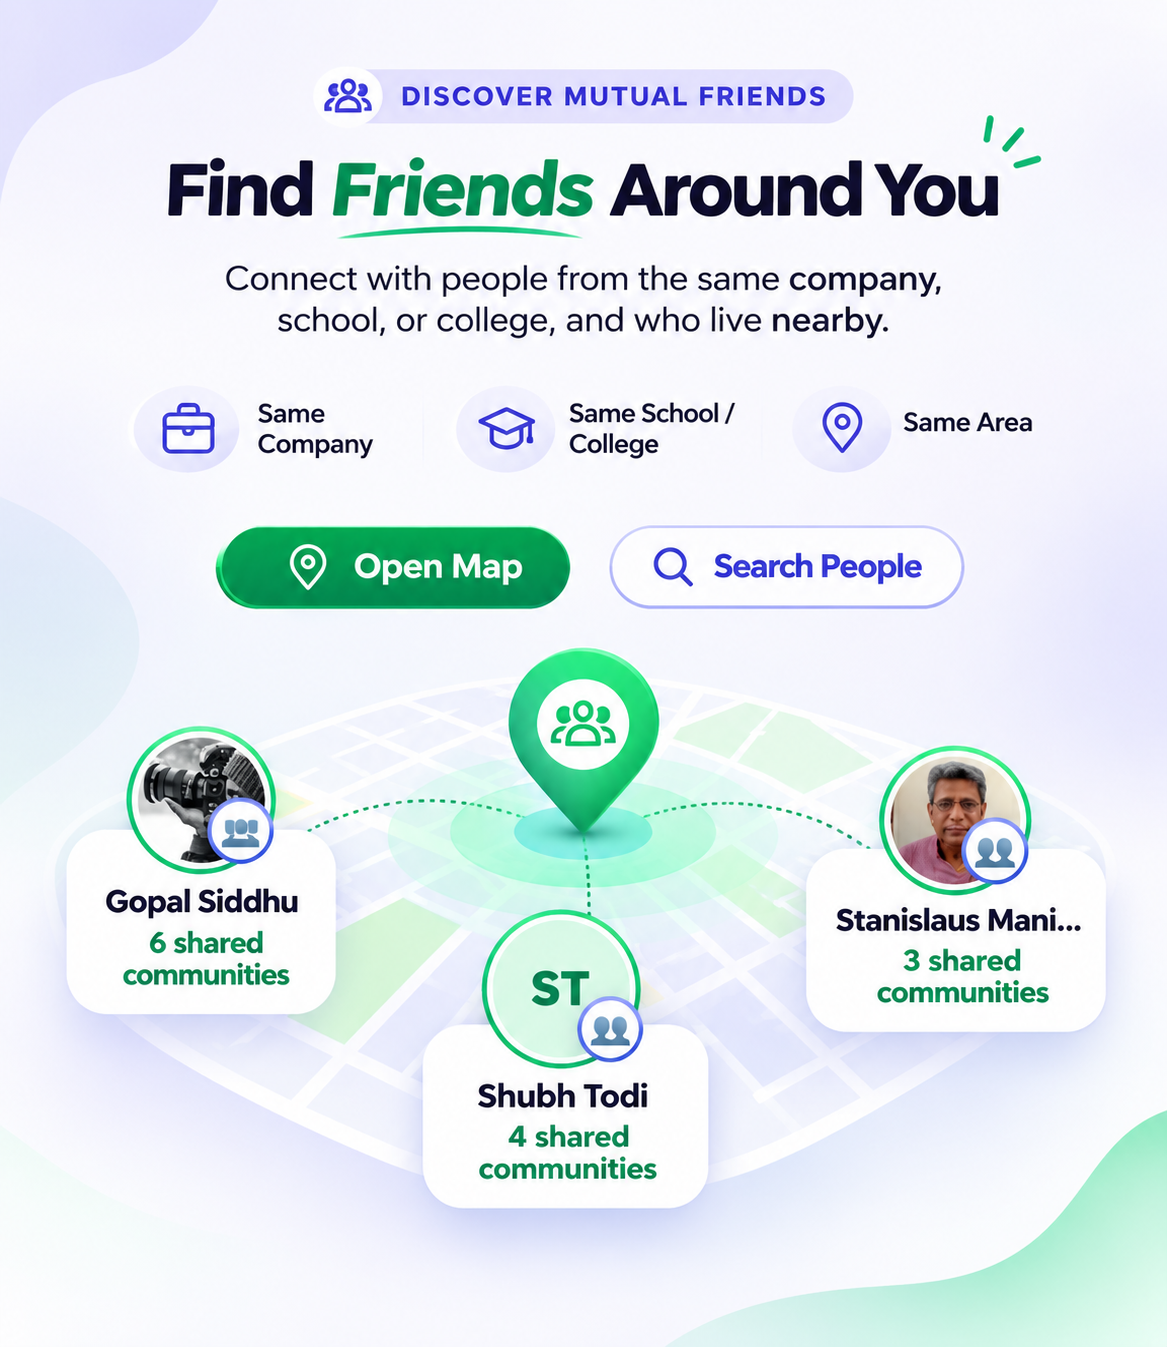 DISCOVER MUTUAL FRIENDS
Find Friends Around You
Connect with people from the same company,
school, or college, and who live nearby.
Same
Company
Same School /
College
Same Area
Open Map
Search People
Gopal Siddhu
6 shared
communities
Stanislaus Mani...
3 shared
communities
ST
Shubh Todi
4 shared
communities